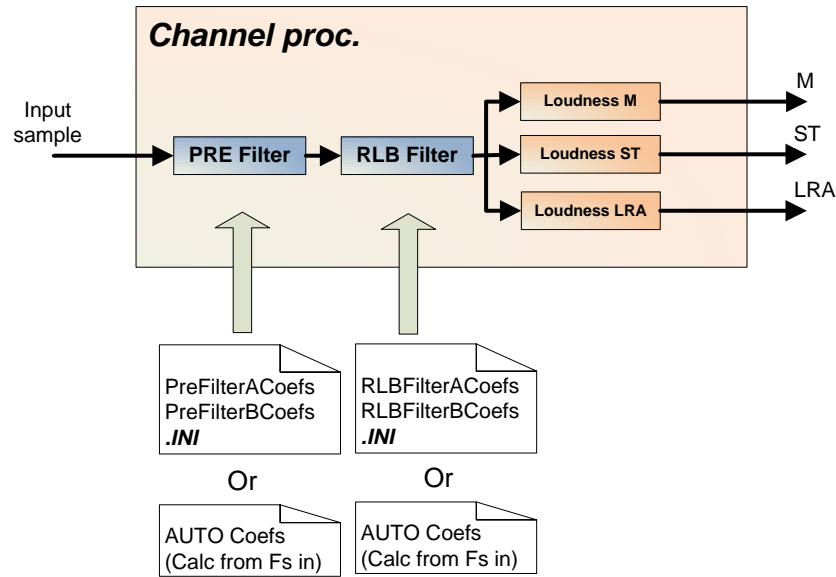 Channel proc.
Input
sample
PRE Filter
RLB Filter
Loudness M
Loudness ST
Loudness LRA
M
ST
LRA
PreFilterACoefs
PreFilterBCoefs
.INI
Or
AUTO Coefs
(Calc from Fs in)
RLBFilterACoefs
RLBFilterBCoefs
.INI
Or
AUTO Coefs
(Calc from Fs in)